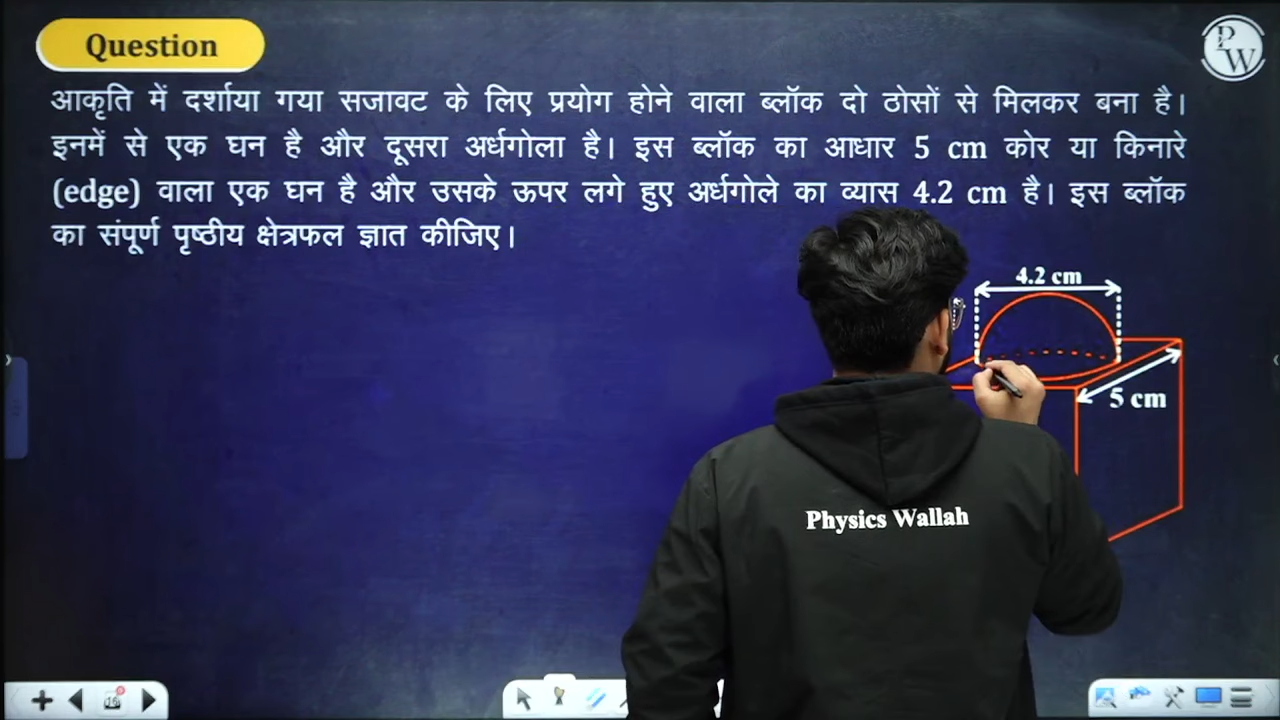 Question
PW
आकृति में दर्शाया गया सजावट के लिए प्रयोग होने वाला ब्लॉक दो ठोसों से मिलकर बना है।
इनमें से एक घन है और दूसरा अर्धगोला है। इस ब्लॉक का आधार 5 cm कोर या किनारे
(edge) वाला एक घन है और उसके ऊपर लगे हुए अर्धगोले का व्यास 4.2 cm है। इस ब्लॉक
का संपूर्ण पृष्ठीय क्षेत्रफल ज्ञात कीजिए।
4.2 cm
5 cm
Physics Wallah